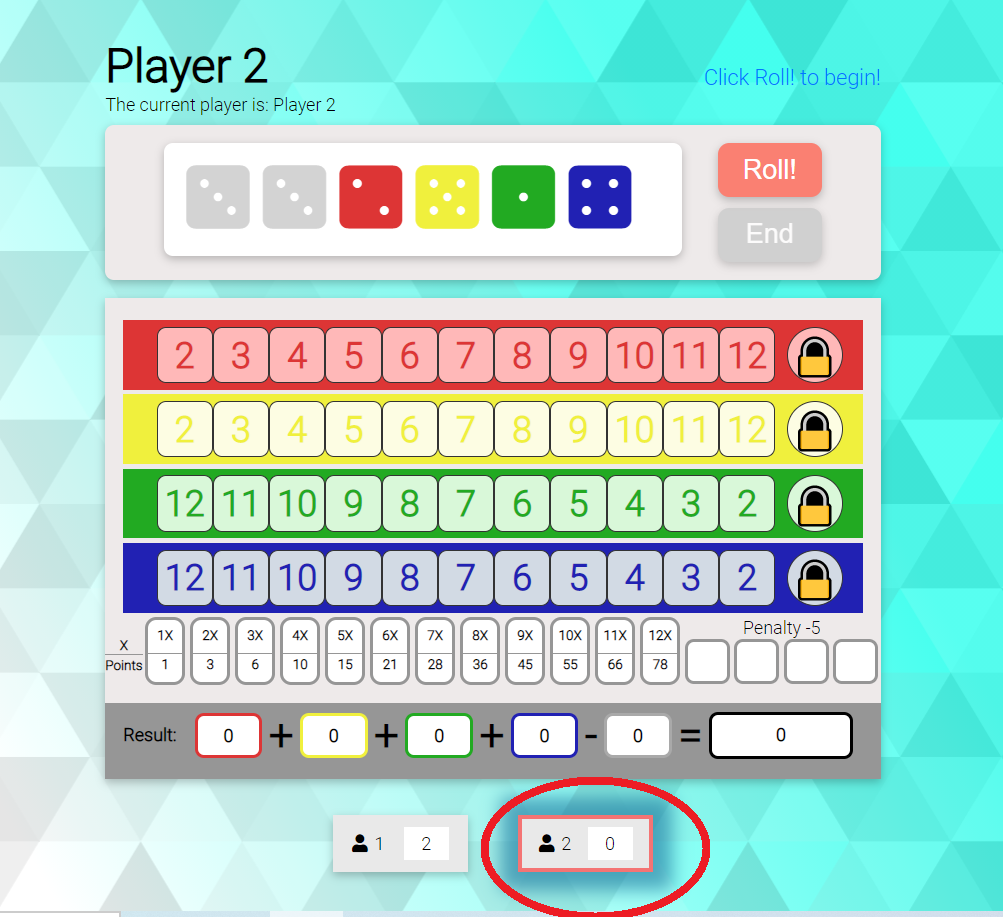 Player 2
Click Roll! to begin!
The current player is: Player 2
Roll!
End
2 3 4 5 6 7 8 9 10 11 12
2 3 4 5 6 7 8 9 10 11 12
12 11 10 9 8 7 6 5 4 3 2
12 11 10 9 8 7 6 5 4 3 2
X 1X 2X 3X 4X 5X 6X 7X 8X 9X 10X 11X 12X
Points 1 3 6 10 15 21 28 36 45 55 66 78
Penalty -5
Result: 0 + 0 + 0 + 0 - 0 = 0
1 2
2 0